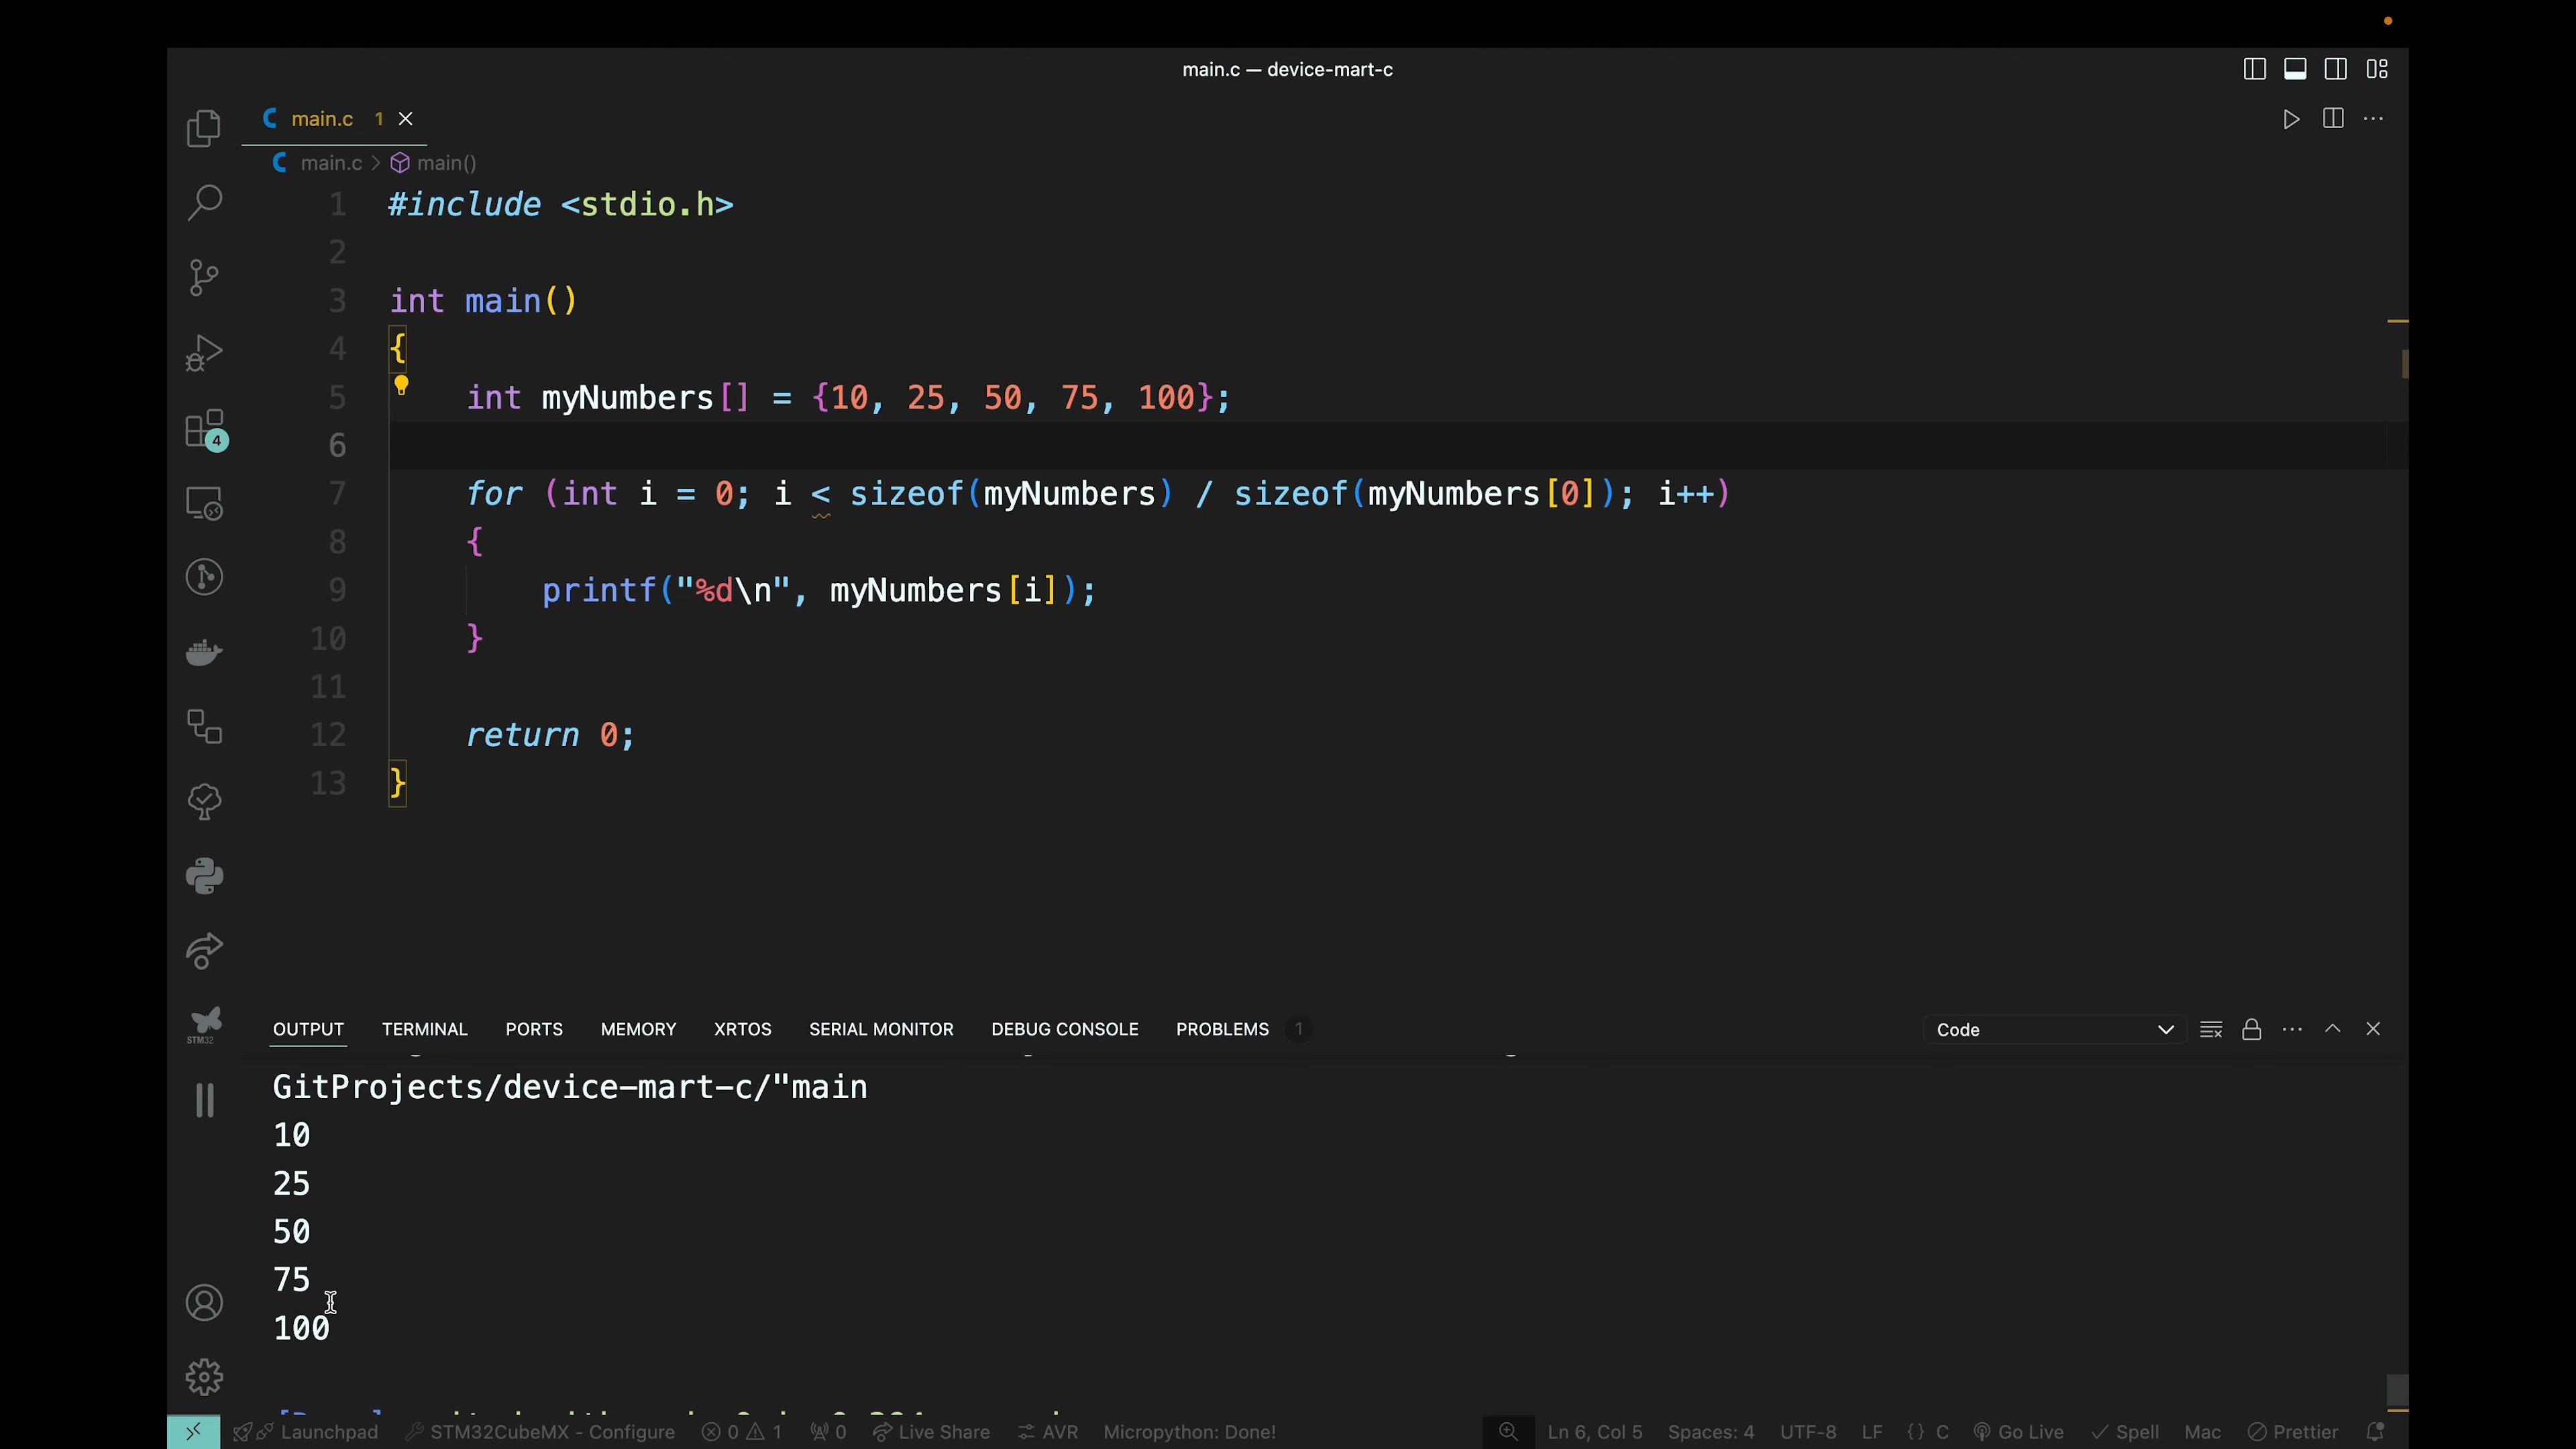 main.c — device-mart-c
main.c 1
main.c > main()
1 #include <stdio.h>
2
3 int main()
4 {
5 int myNumbers[] = {10, 25, 50, 75, 100};
6
7 for (int i = 0; i < sizeof(myNumbers) / sizeof(myNumbers[0]); i++)
8 {
9 printf("%d\n", myNumbers[i]);
10 }
11
12 return 0;
13 }
4
STM32
OUTPUT TERMINAL PORTS MEMORY XRTOS SERIAL MONITOR DEBUG CONSOLE PROBLEMS 1 Code
GitProjects/device-mart-c/"main
10
25
50
75
100
Launchpad STM32CubeMX - Configure 0 1 0 Live Share AVR Micropython: Done! Ln 6, Col 5 Spaces: 4 UTF-8 LF {} C Go Live Spell Mac Prettier